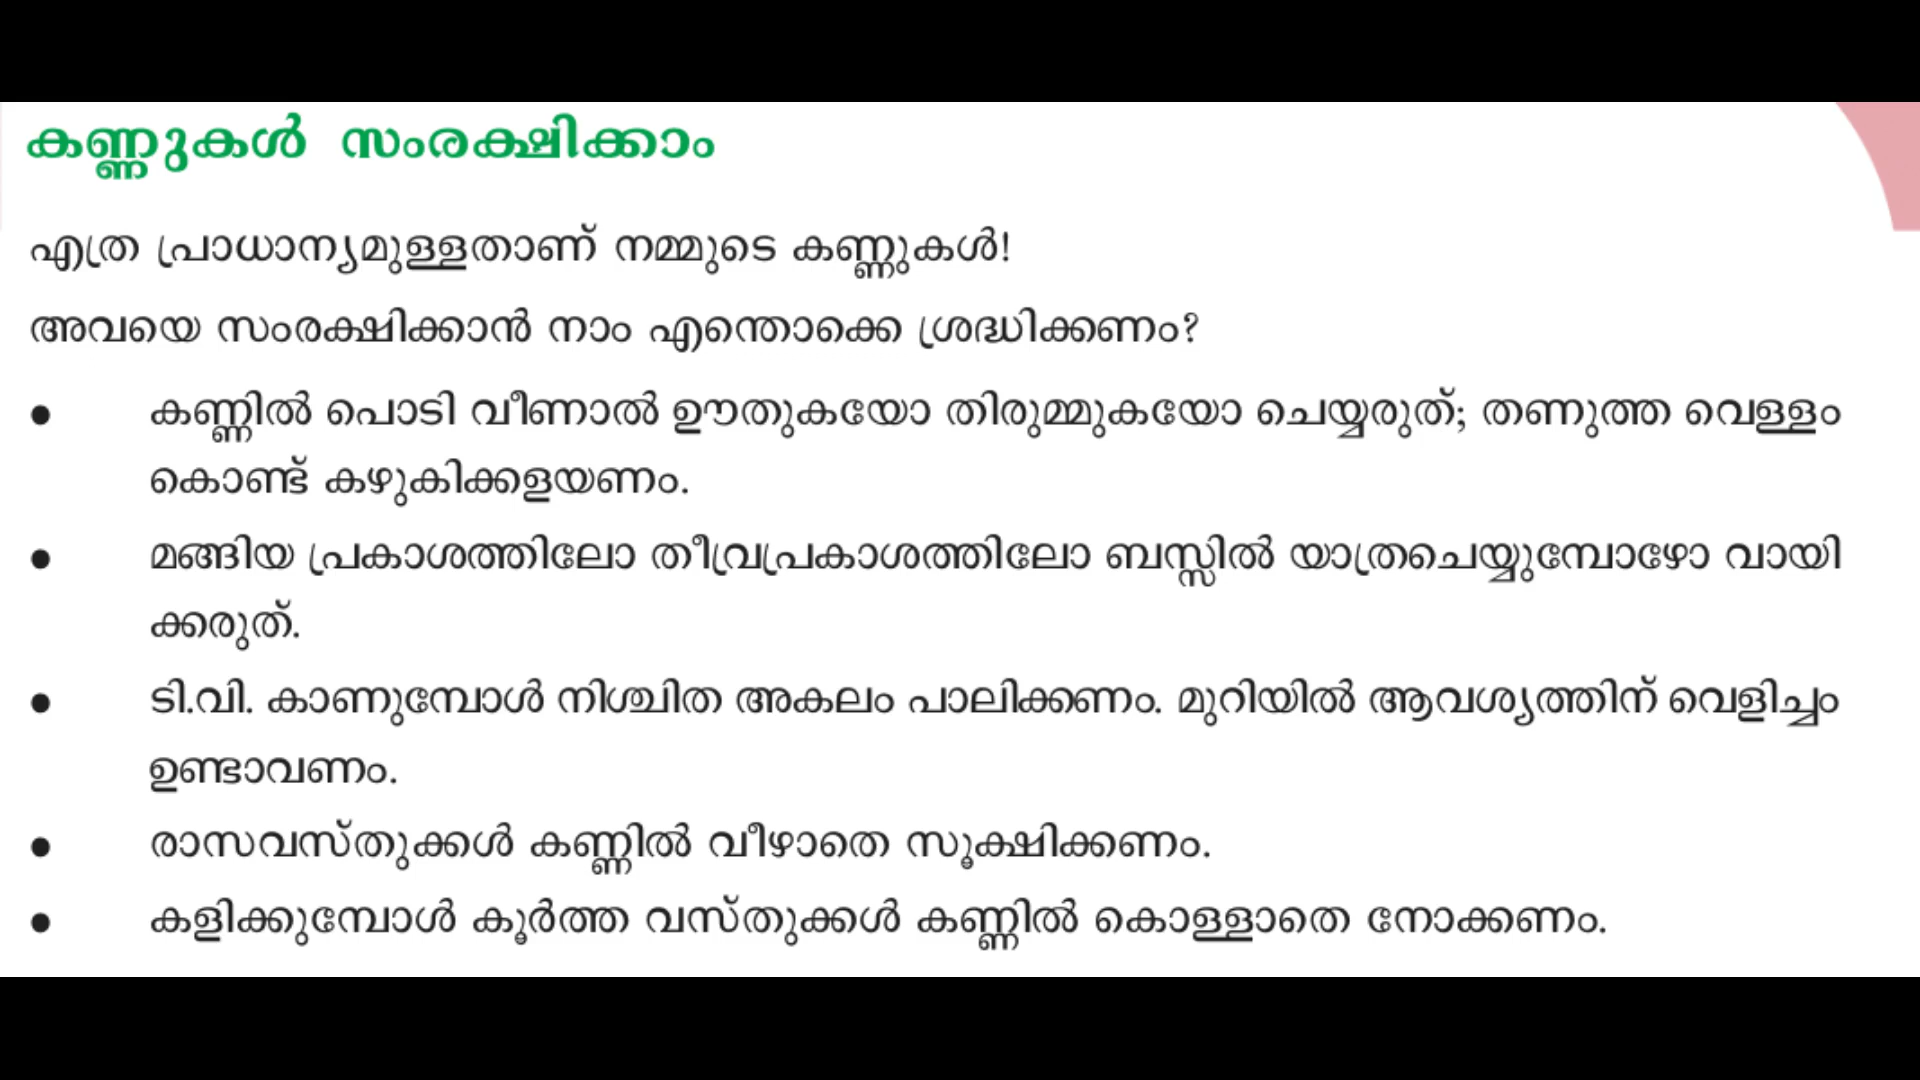 കണ്ണുകൾ സംരക്ഷിക്കാം
എത്ര പ്രാധാന്യമുള്ളതാണ് നമ്മുടെ കണ്ണുകൾ!
അവയെ സംരക്ഷിക്കാൻ നാം എന്തൊക്കെ ശ്രദ്ധിക്കണം?
● കണ്ണിൽ പൊടി വീണാൽ ഊതുകയോ തിരുമ്മുകയോ ചെയ്യരുത്; തണുത്ത വെള്ളം
കൊണ്ട് കഴുകിക്കളയണം.
● മങ്ങിയ പ്രകാശത്തിലോ തീവ്രപ്രകാശത്തിലോ ബസ്സിൽ യാത്രചെയ്യുമ്പോഴോ വായി
ക്കരുത്.
● ടി.വി. കാണുമ്പോൾ നിശ്ചിത അകലം പാലിക്കണം. മുറിയിൽ ആവശ്യത്തിന് വെളിച്ചം
ഉണ്ടാവണം.
● രാസവസ്തുക്കൾ കണ്ണിൽ വീഴാതെ സൂക്ഷിക്കണം.
● കളിക്കുമ്പോൾ കൂർത്ത വസ്തുക്കൾ കണ്ണിൽ കൊള്ളാതെ നോക്കണം.